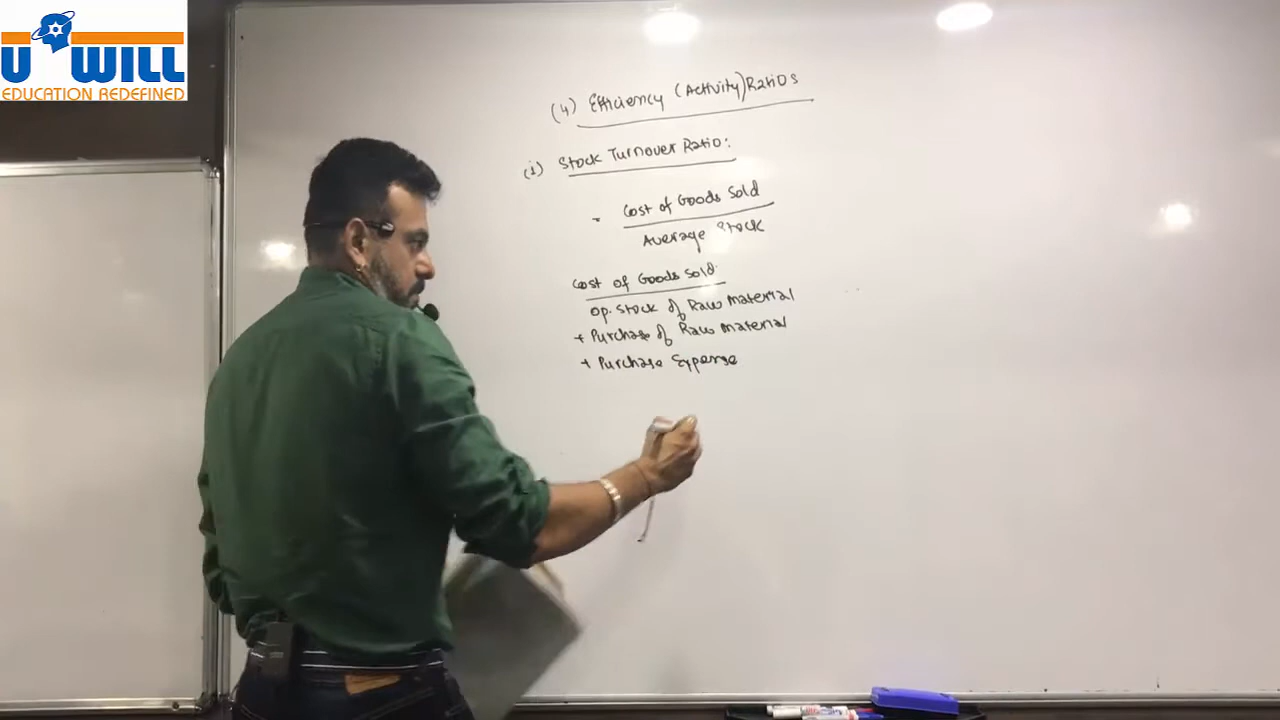 U WILL
EDUCATION REDEFINED
(4) Efficiency (Activity) Ratios
(i) Stock Turnover Ratio:
= Cost of Goods Sold
Average Stock
Cost of Goods Sold
Op. Stock of Raw Material
+ Purchase of Raw Material
+ Purchase Expense